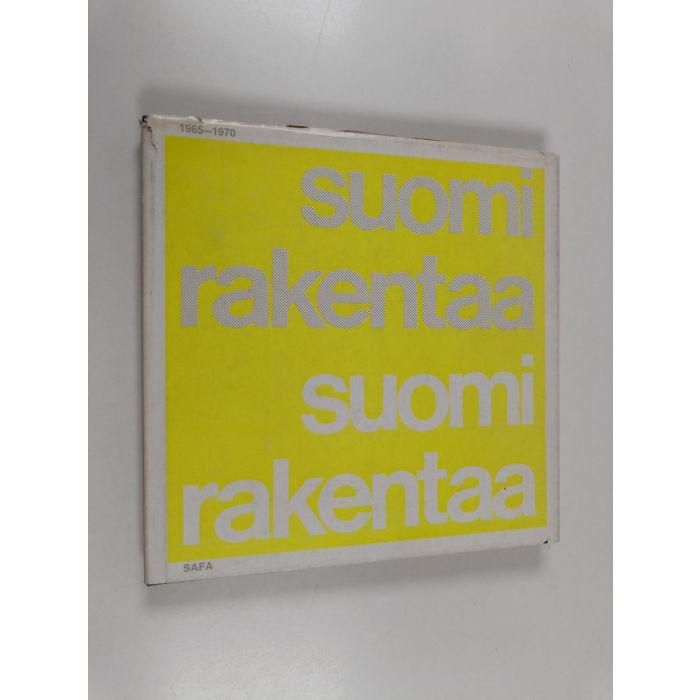 1965—1970
suomi
rakentaa
suomi
rakentaa
SAFA